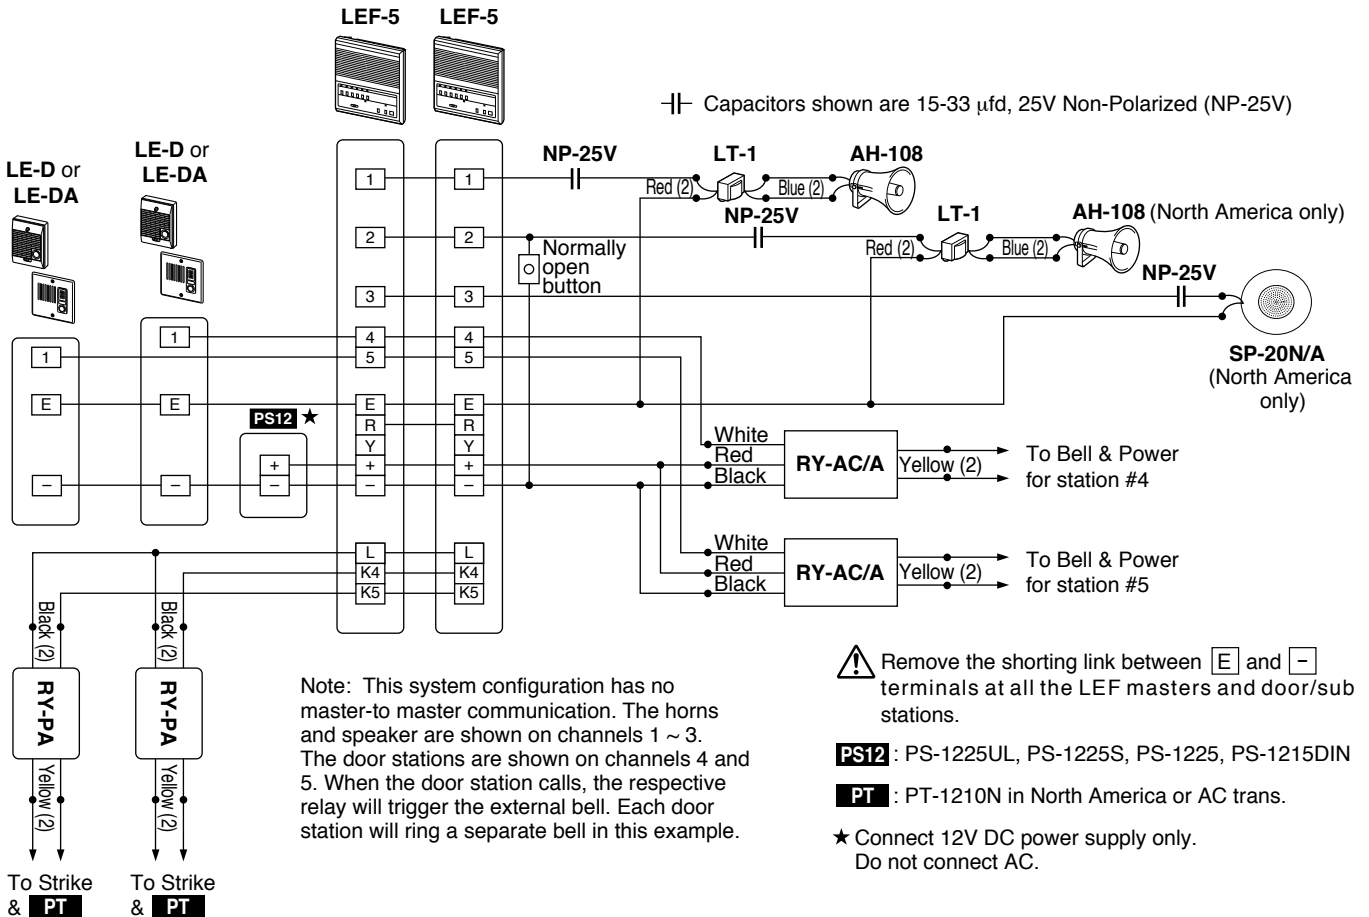 LEF-5 LEF-5
Capacitors shown are 15-33 µfd, 25V Non-Polarized (NP-25V)
LE-D or
LE-DA
LE-D or
LE-DA
NP-25V LT-1 AH-108
Red (2) Blue (2)
NP-25V LT-1 AH-108 (North America only)
Red (2) Blue (2)
NP-25V
Normally
open
button
SP-20N/A
(North America
only)
1 1
2 2
3 3
1 4 4
1 5 5
E E E E
PS12 ★
R R
Y Y
+ + +
– – – – –
L L
K4 K4
K5 K5
White
Red
Black
RY-AC/A
Yellow (2)
To Bell & Power
for station #4
White
Red
Black
RY-AC/A
Yellow (2)
To Bell & Power
for station #5
Black (2)
RY-PA
Yellow (2)
To Strike
& PT
Black (2)
RY-PA
Yellow (2)
To Strike
& PT
Note: This system configuration has no
master-to master communication. The horns
and speaker are shown on channels 1 ~ 3.
The door stations are shown on channels 4 and
5. When the door station calls, the respective
relay will trigger the external bell. Each door
station will ring a separate bell in this example.
Remove the shorting link between E and –
terminals at all the LEF masters and door/sub
stations.
PS12 : PS-1225UL, PS-1225S, PS-1225, PS-1215DIN
PT : PT-1210N in North America or AC trans.
★ Connect 12V DC power supply only.
Do not connect AC.